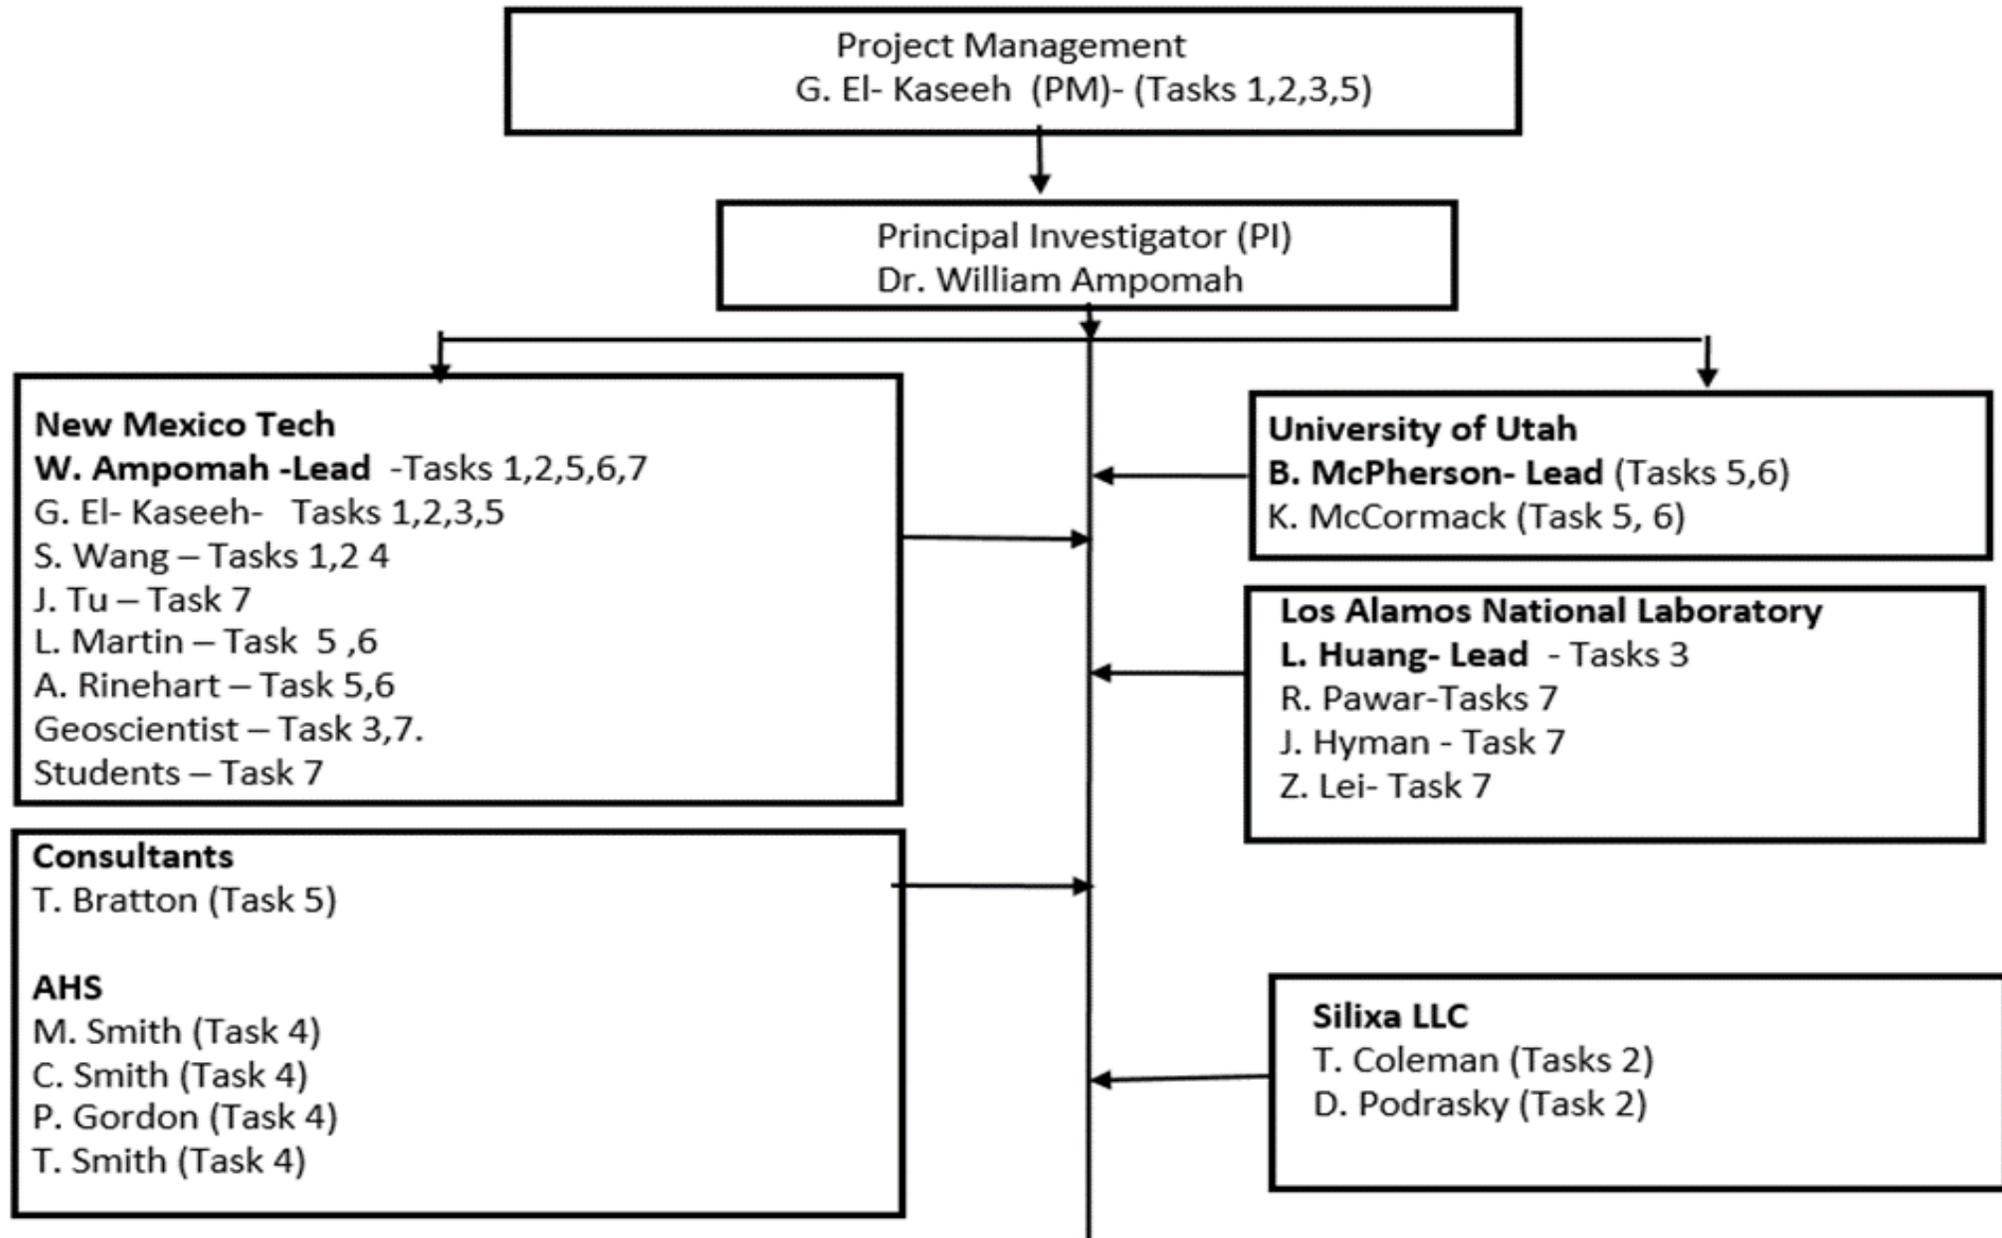 Project Management
G. El- Kaseeh (PM)- (Tasks 1,2,3,5)
Principal Investigator (PI)
Dr. William Ampomah
New Mexico Tech
W. Ampomah -Lead -Tasks 1,2,5,6,7
G. El- Kaseeh- Tasks 1,2,3,5
S. Wang – Tasks 1,2 4
J. Tu – Task 7
L. Martin – Task 5 ,6
A. Rinehart – Task 5,6
Geoscientist – Task 3,7.
Students – Task 7
University of Utah
B. McPherson- Lead (Tasks 5,6)
K. McCormack (Task 5, 6)
Los Alamos National Laboratory
L. Huang- Lead - Tasks 3
R. Pawar-Tasks 7
J. Hyman - Task 7
Z. Lei- Task 7
Consultants
T. Bratton (Task 5)
AHS
M. Smith (Task 4)
C. Smith (Task 4)
P. Gordon (Task 4)
T. Smith (Task 4)
Silixa LLC
T. Coleman (Tasks 2)
D. Podrasky (Task 2)